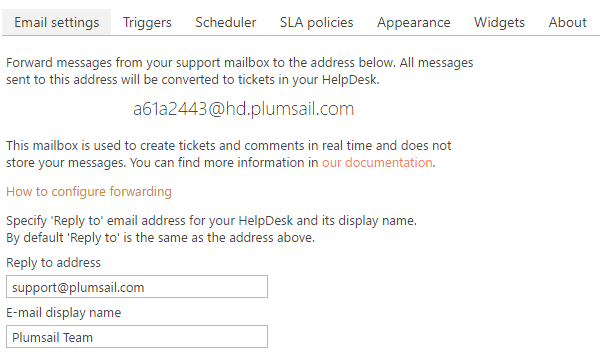 Email settings Triggers Scheduler SLA policies Appearance Widgets About
Forward messages from your support mailbox to the address below. All messages
sent to this address will be converted to tickets in your HelpDesk.
a61a2443@hd.plumsail.com
This mailbox is used to create tickets and comments in real time and does not
store your messages. You can find more information in our documentation.
How to configure forwarding
Specify 'Reply to' email address for your HelpDesk and its display name.
By default 'Reply to' is the same as the address above.
Reply to address
support@plumsail.com
E-mail display name
Plumsail Team